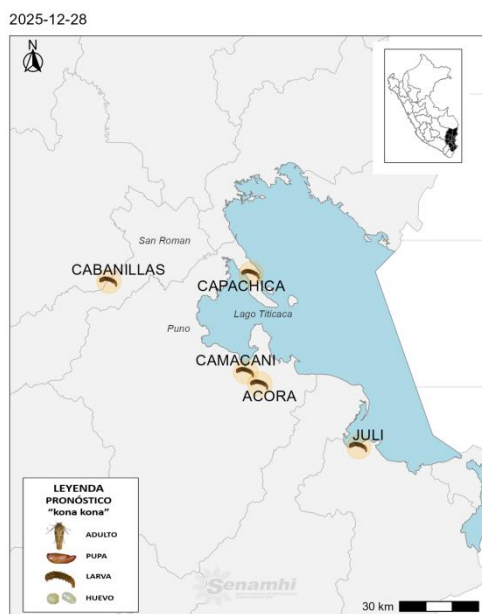 2025-12-28
N
San Roman
CABANILLAS
CAPACHICA
Lago Titicaca
Puno
CAMACANI
ACORA
JULI
LEYENDA
PRONÓSTICO
"kona kona"
ADULTO
PUPA
LARVA
HUEVO
Senamhi
30 km